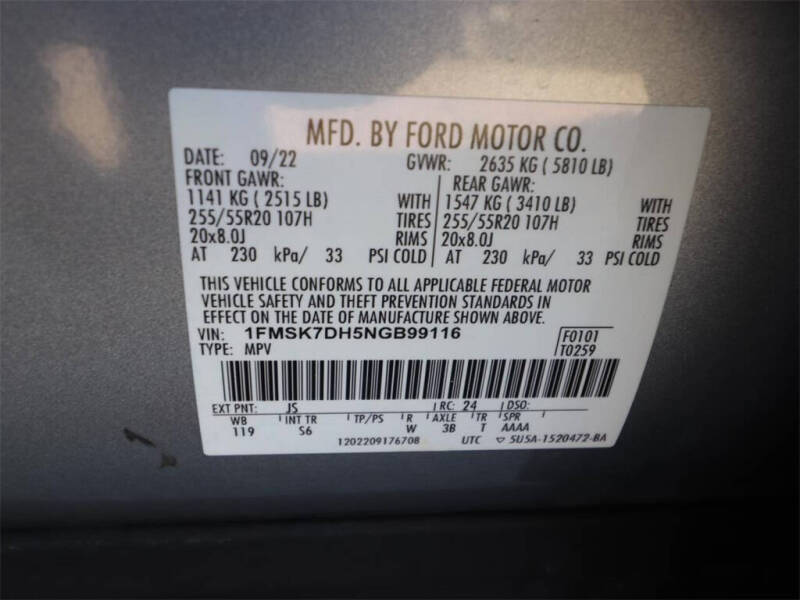 MFD. BY FORD MOTOR CO.
DATE: 09/22 GVWR: 2635 KG ( 5810 LB)
FRONT GAWR: REAR GAWR:
1141 KG ( 2515 LB) WITH 1547 KG ( 3410 LB) WITH
255/55R20 107H TIRES 255/55R20 107H TIRES
20x8.0J RIMS 20x8.0J RIMS
AT 230 kPa/ 33 PSI COLD AT 230 kPa/ 33 PSI COLD
THIS VEHICLE CONFORMS TO ALL APPLICABLE FEDERAL MOTOR
VEHICLE SAFETY AND THEFT PREVENTION STANDARDS IN
EFFECT ON THE DATE OF MANUFACTURE SHOWN ABOVE.
VIN: 1FMSK7DH5NGB99116 F0101
TYPE: MPV T0259
EXT PNT: JS RC: 24 DSO:
WB INT TR TP/PS R AXLE TR SPR
119 S6 W 3B T AAAA
1202209176708 UTC 5U5A-1520472-BA